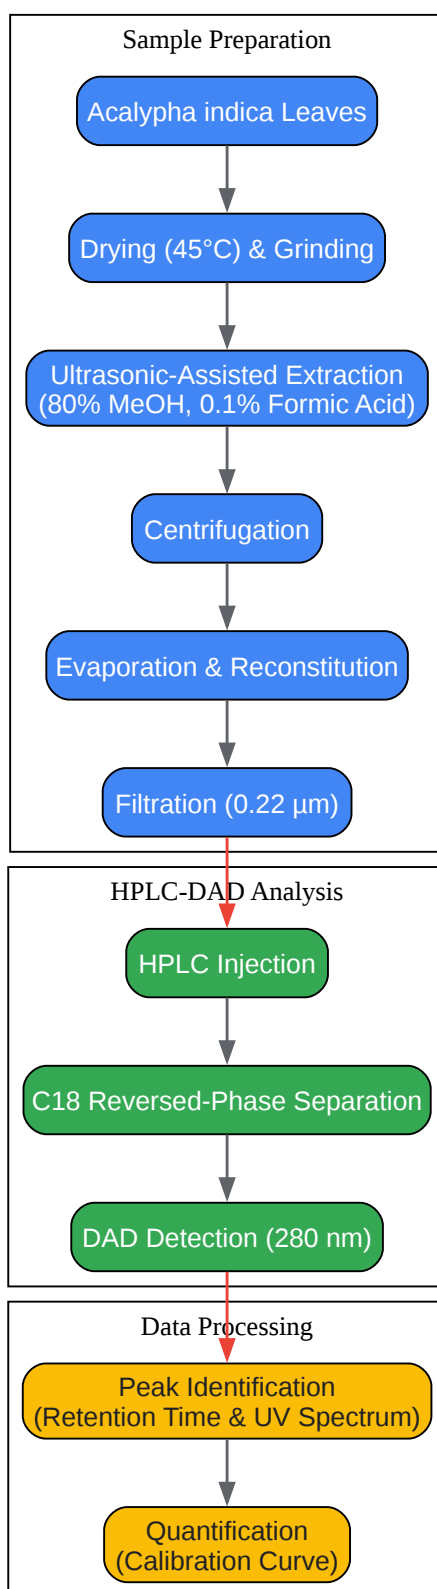 Sample Preparation
Acalypha indica Leaves
Drying (45°C) & Grinding
Ultrasonic-Assisted Extraction
(80% MeOH, 0.1% Formic Acid)
Centrifugation
Evaporation & Reconstitution
Filtration (0.22 µm)
HPLC-DAD Analysis
HPLC Injection
C18 Reversed-Phase Separation
DAD Detection (280 nm)
Data Processing
Peak Identification
(Retention Time & UV Spectrum)
Quantification
(Calibration Curve)